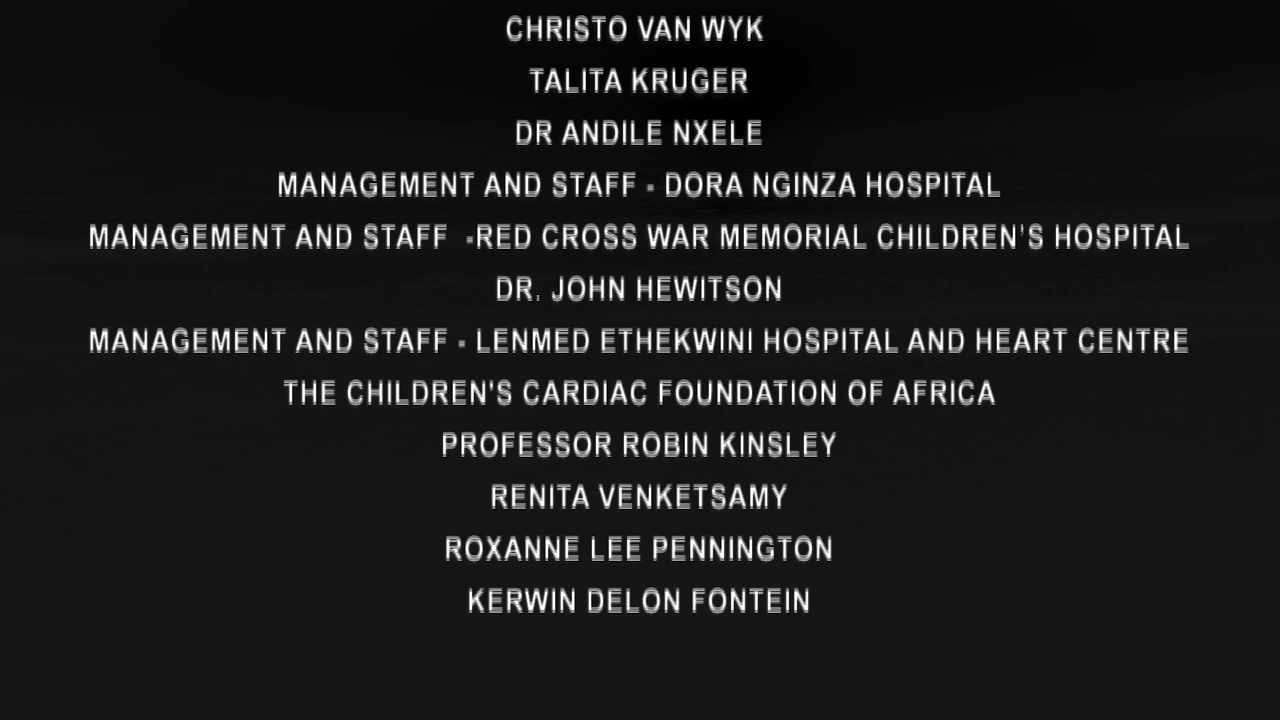 CHRISTO VAN WYK
TALITA KRUGER
DR ANDILE NXELE
MANAGEMENT AND STAFF - DORA NGINZA HOSPITAL
MANAGEMENT AND STAFF -RED CROSS WAR MEMORIAL CHILDREN'S HOSPITAL
DR. JOHN HEWITSON
MANAGEMENT AND STAFF - LENMED ETHEKWINI HOSPITAL AND HEART CENTRE
THE CHILDREN'S CARDIAC FOUNDATION OF AFRICA
PROFESSOR ROBIN KINSLEY
RENITA VENKETSAMY
ROXANNE LEE PENNINGTON
KERWIN DELON FONTEIN